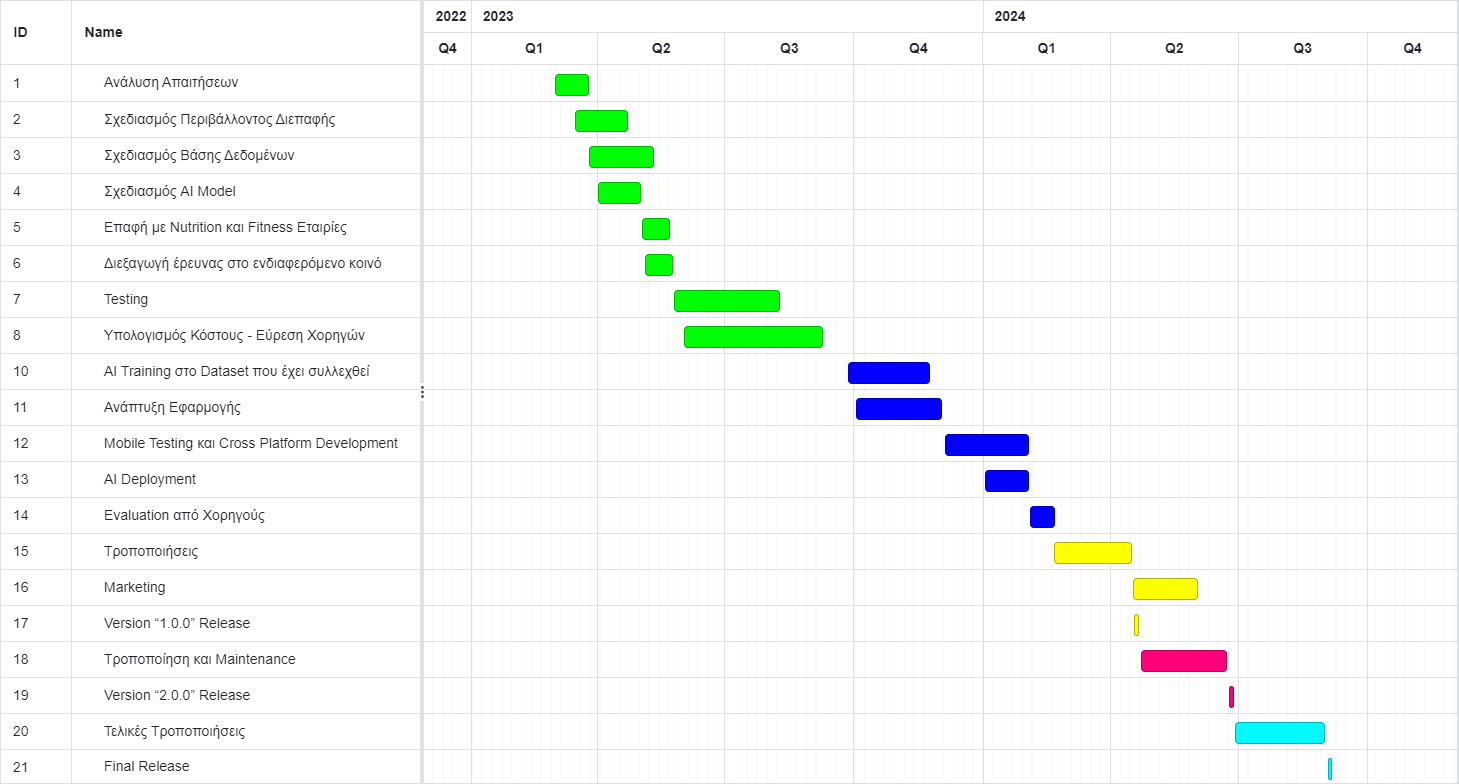 ID Name 2022 2023 2024
Q4 Q1 Q2 Q3 Q4 Q1 Q2 Q3 Q4
1 Ανάλυση Απαιτήσεων
2 Σχεδιασμός Περιβάλλοντος Διεπαφής
3 Σχεδιασμός Βάσης Δεδομένων
4 Σχεδιασμός AI Model
5 Επαφή με Nutrition και Fitness Εταιρίες
6 Διεξαγωγή έρευνας στο ενδιαφερόμενο κοινό
7 Testing
8 Υπολογισμός Κόστους - Εύρεση Χορηγών
10 AI Training στο Dataset που έχει συλλεχθεί
11 Ανάπτυξη Εφαρμογής
12 Mobile Testing και Cross Platform Development
13 AI Deployment
14 Evaluation από Χορηγούς
15 Τροποποιήσεις
16 Marketing
17 Version “1.0.0” Release
18 Τροποποίηση και Maintenance
19 Version “2.0.0” Release
20 Τελικές Τροποποιήσεις
21 Final Release